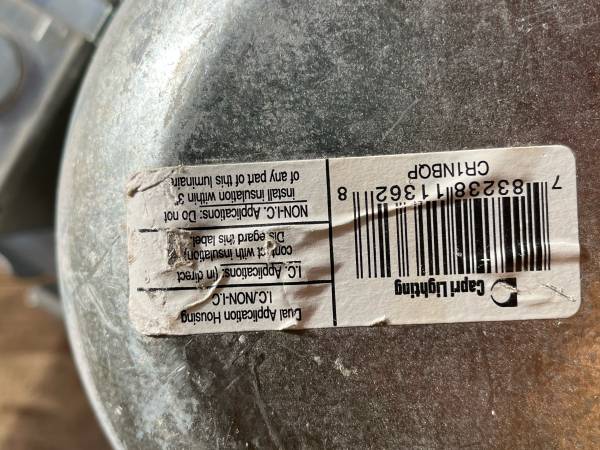 Dual Application Housing
I.C./NON-I.C
I.C. Applications (in direct
contact with insulation)
Disregard this label
NON-I.C. Applications: Do not
install insulation within 3"
of any part of this luminaire
Capri Lighting
7 83238 11362 8
CR1NBQP